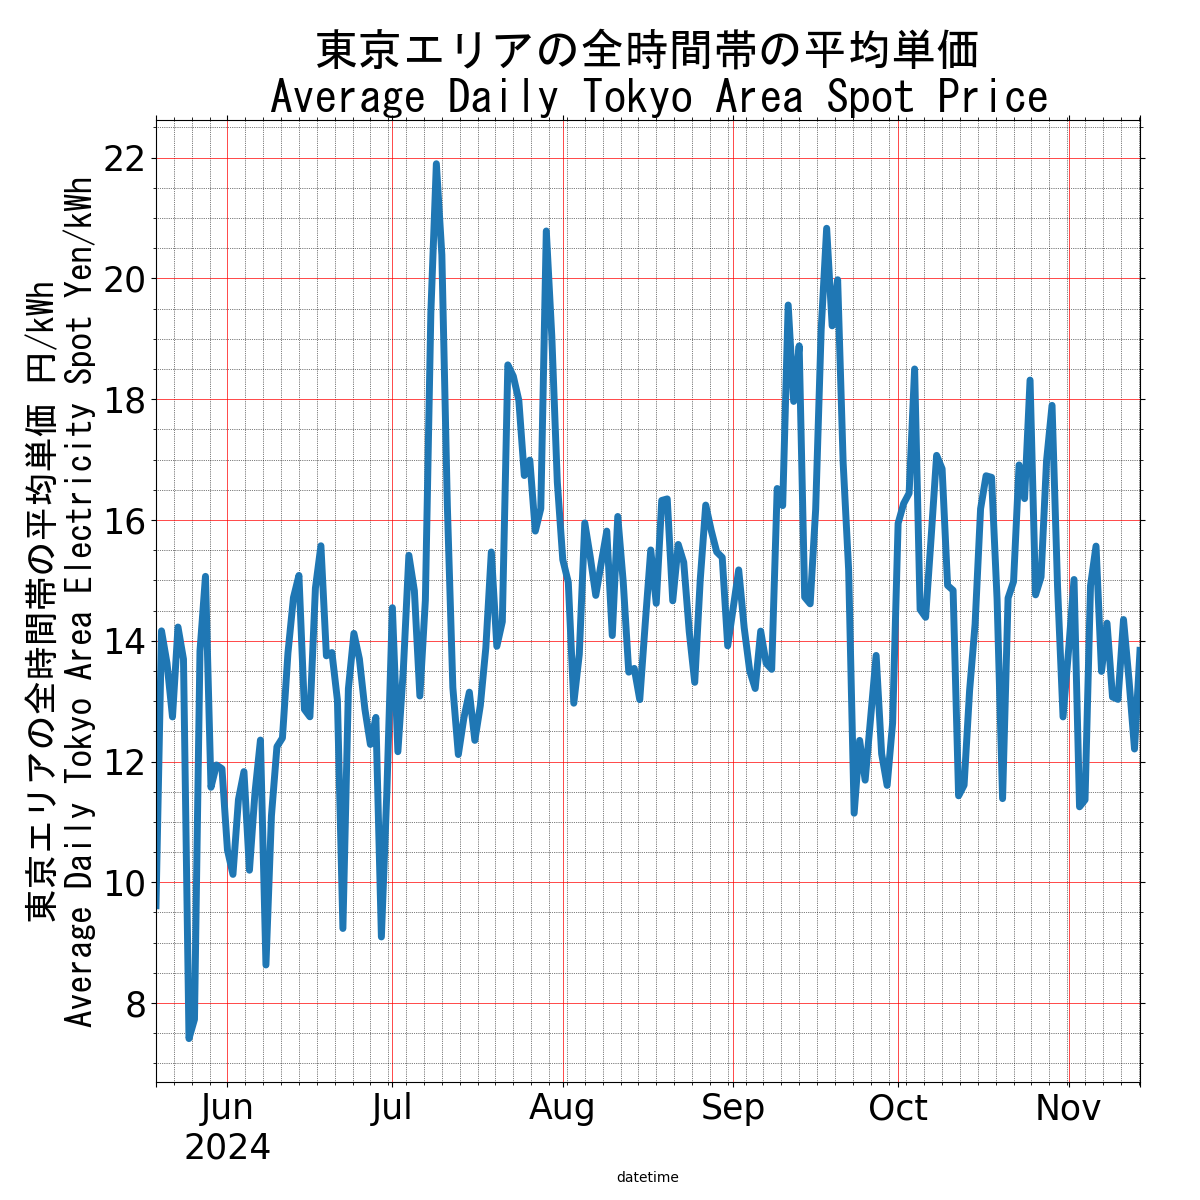 東京エリアの全時間帯の平均単価
Average Daily Tokyo Area Spot Price
東京エリアの全時間帯の平均単価 円/kWh
Average Daily Tokyo Area Electricity Spot Yen/kWh
22
20
18
16
14
12
10
8
Jun
2024
Jul
Aug
Sep
Oct
Nov
datetime